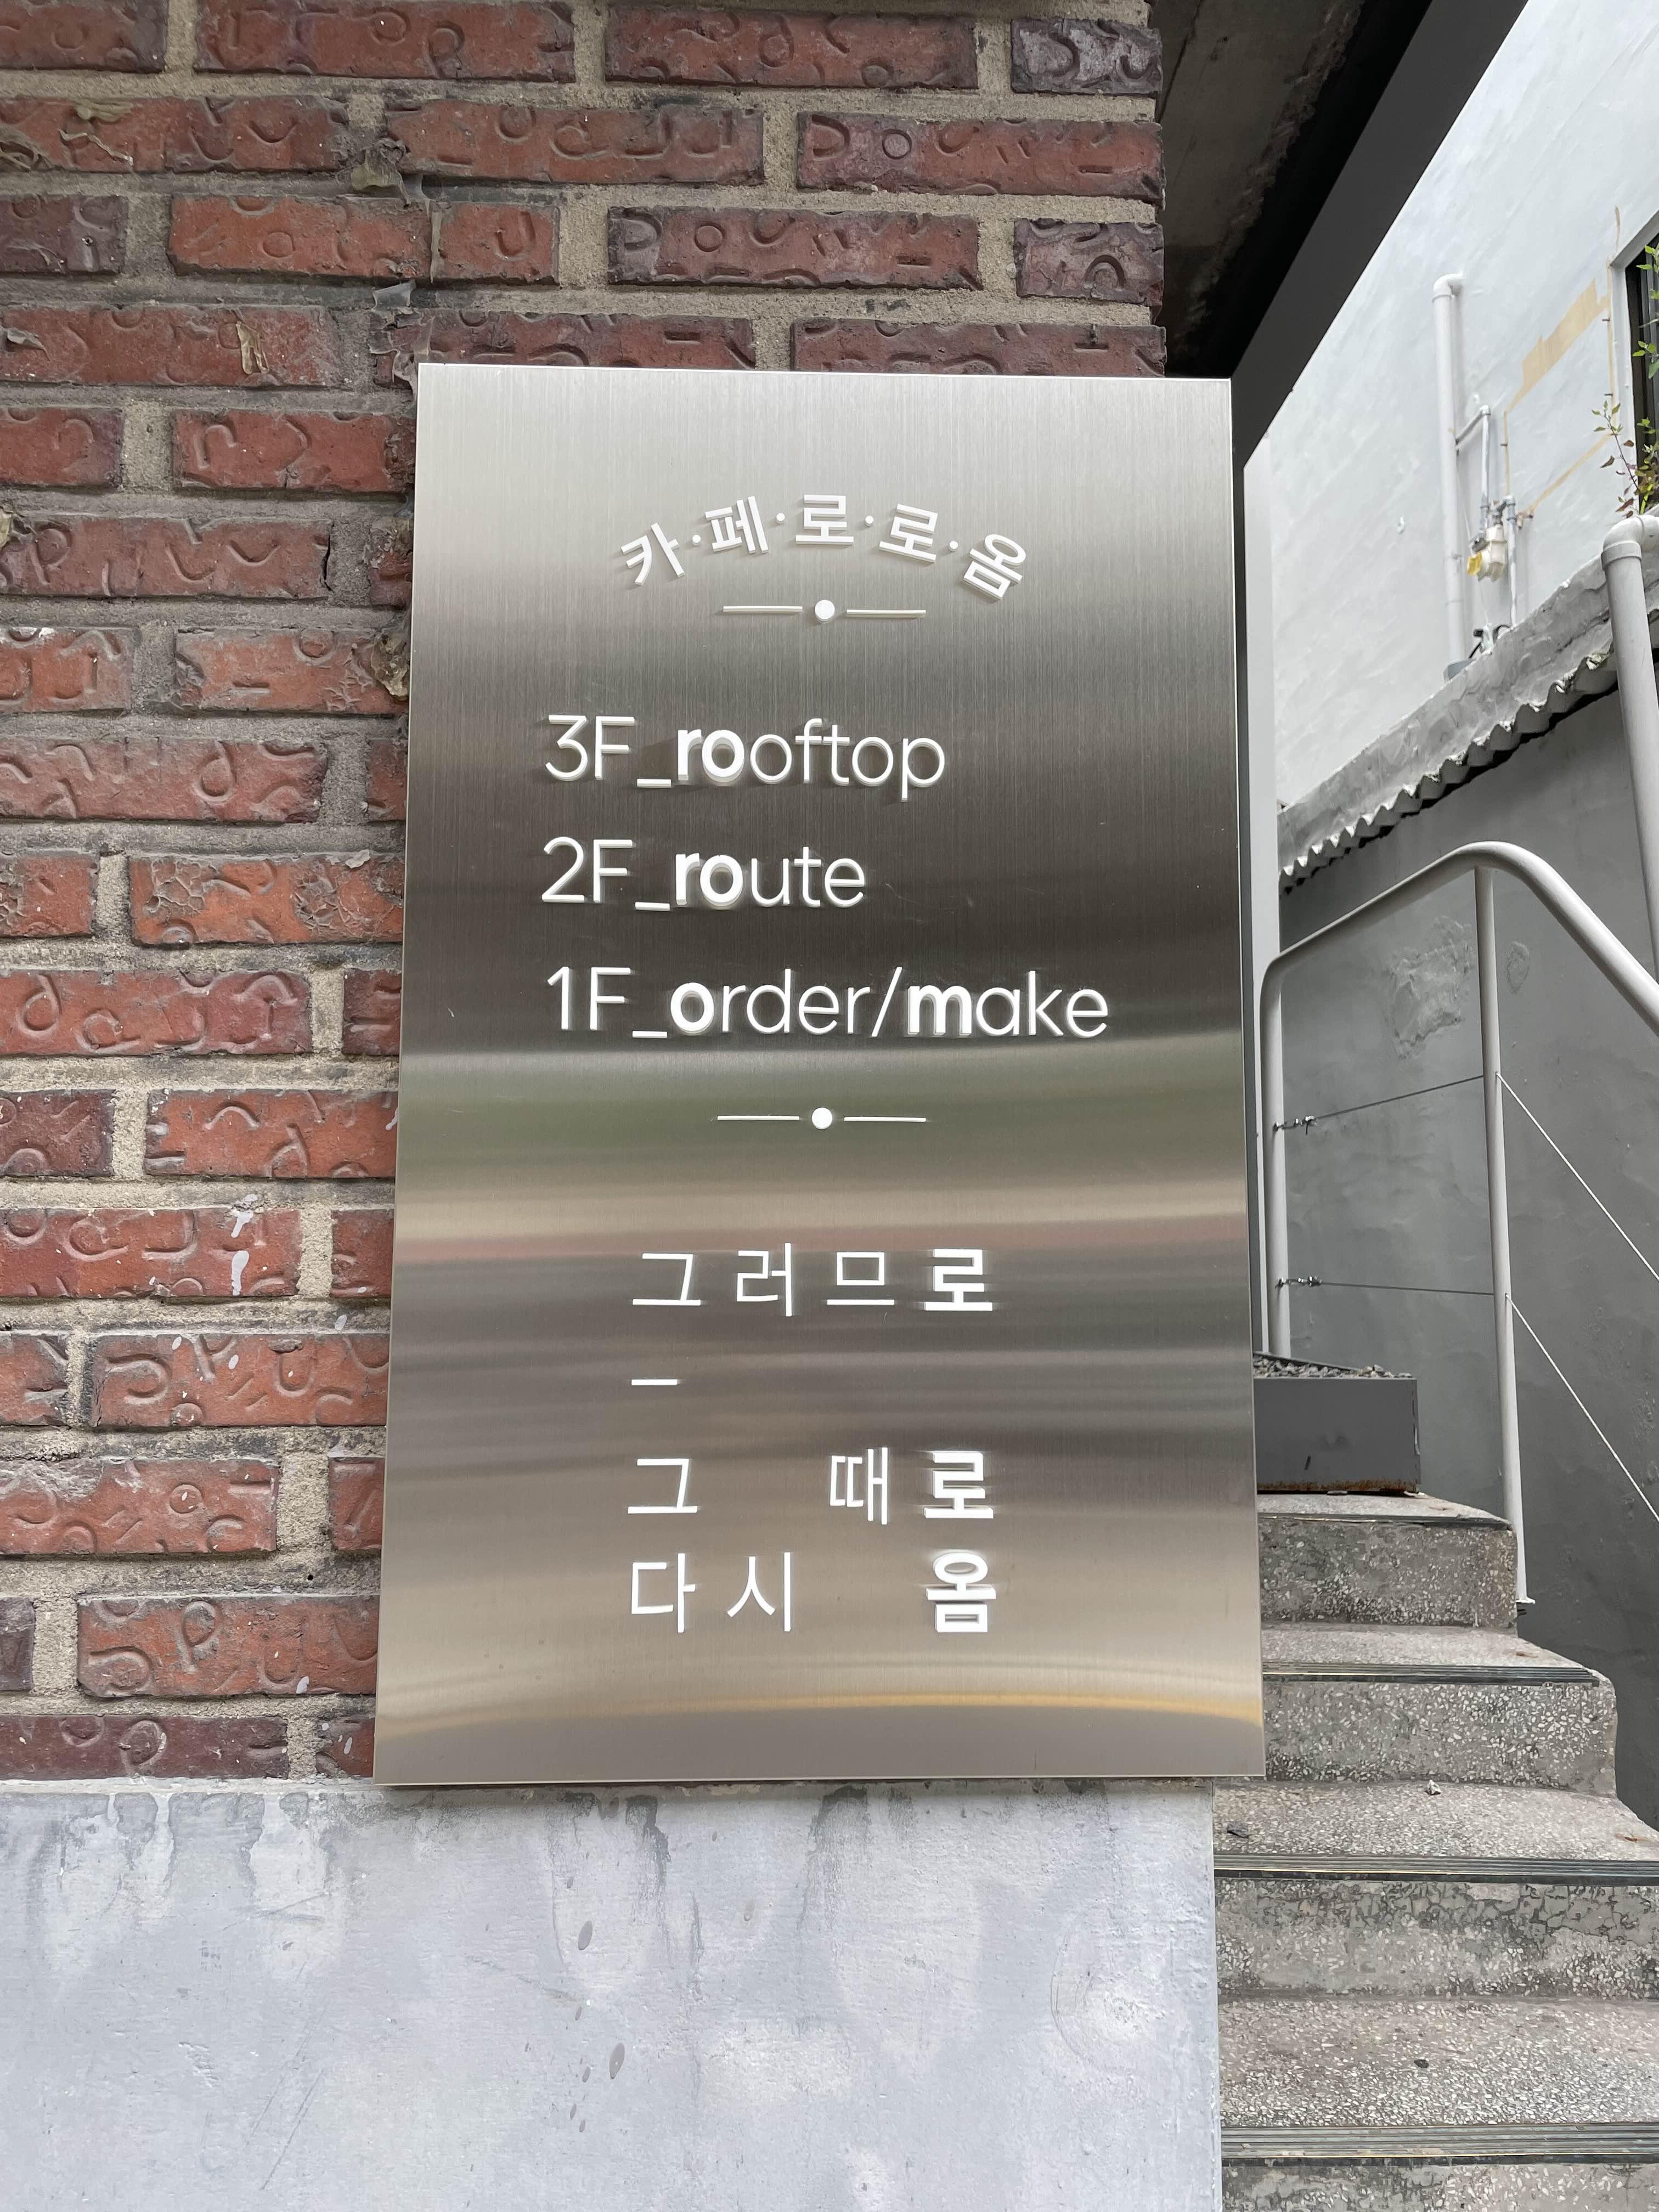 카·페·로·로·옴
3F_rooftop
2F_route
1F_order/make
그러므로
–
그 때로
다시 옴